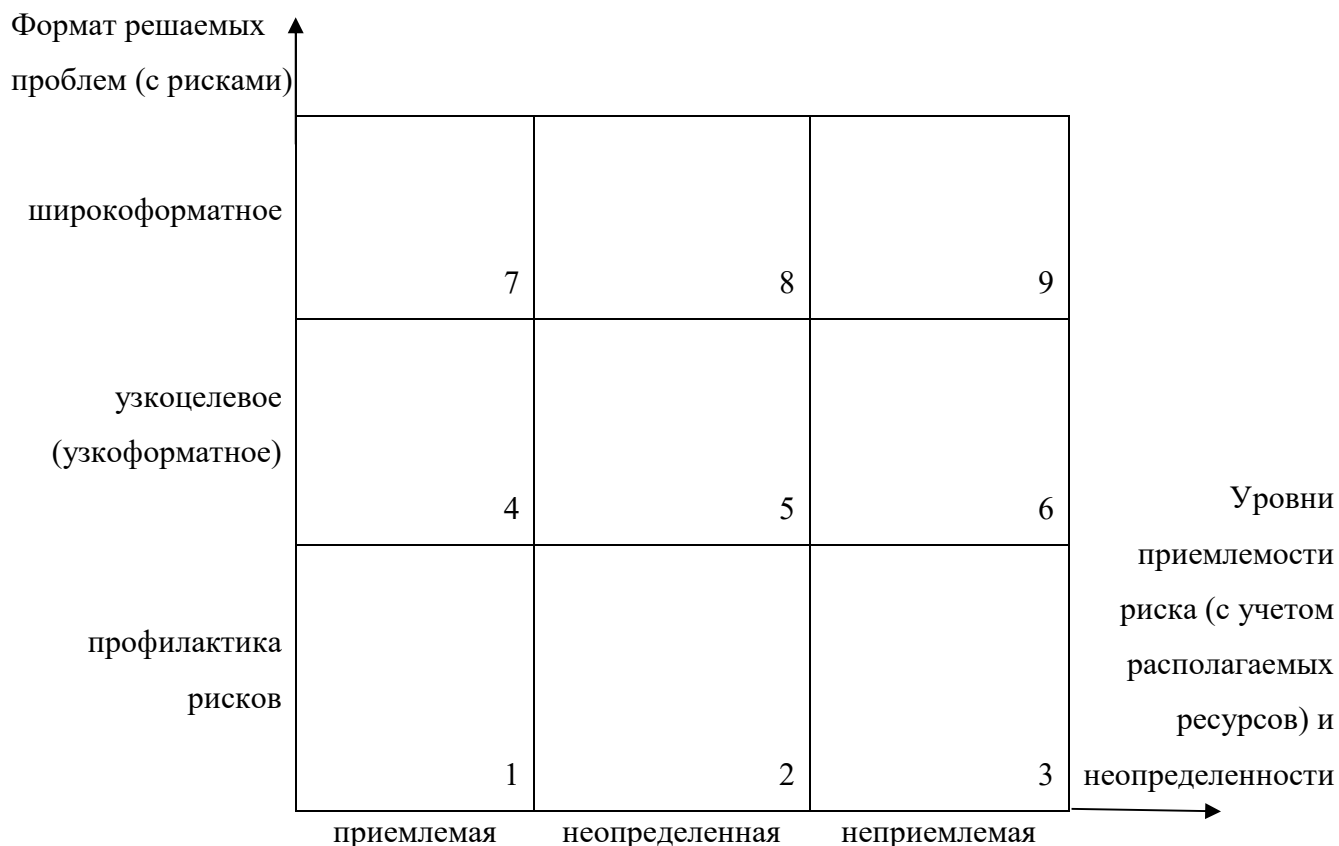 Формат решаемых
проблем (с рисками)
широкоформатное
7
8
9
узкоцелевое
(узкоформатное)
4
5
6
Уровни
приемлемости
риска (с учетом
располагаемых
ресурсов) и
неопределенности
профилактика
рисков
1
2
3
приемлемая
неопределенная
неприемлемая